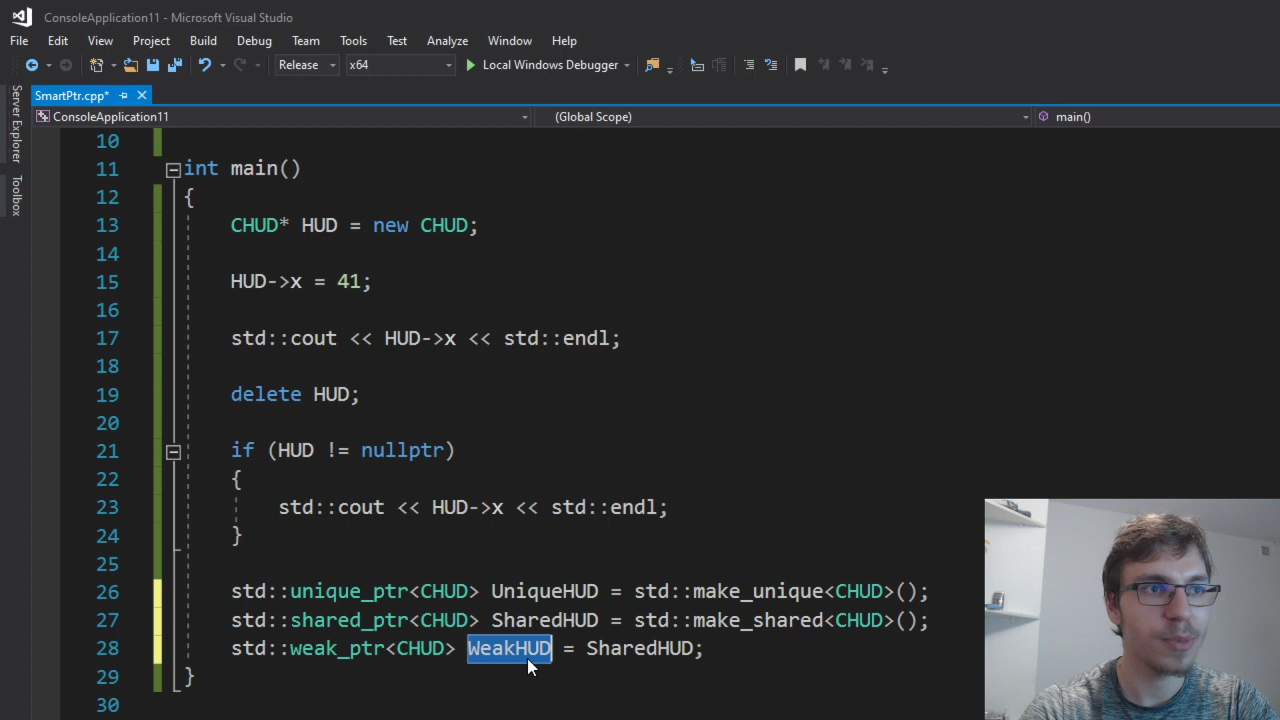 ConsoleApplication11 - Microsoft Visual Studio
File Edit View Project Build Debug Team Tools Test Analyze Window Help
Release x64 Local Windows Debugger
SmartPtr.cpp*
ConsoleApplication11 (Global Scope) main()
Server Explorer
Toolbox
10
11 int main()
12 {
13 CHUD* HUD = new CHUD;
14
15 HUD->x = 41;
16
17 std::cout << HUD->x << std::endl;
18
19 delete HUD;
20
21 if (HUD != nullptr)
22 {
23 std::cout << HUD->x << std::endl;
24 }
25
26 std::unique_ptr<CHUD> UniqueHUD = std::make_unique<CHUD>();
27 std::shared_ptr<CHUD> SharedHUD = std::make_shared<CHUD>();
28 std::weak_ptr<CHUD> WeakHUD = SharedHUD;
29 }
30